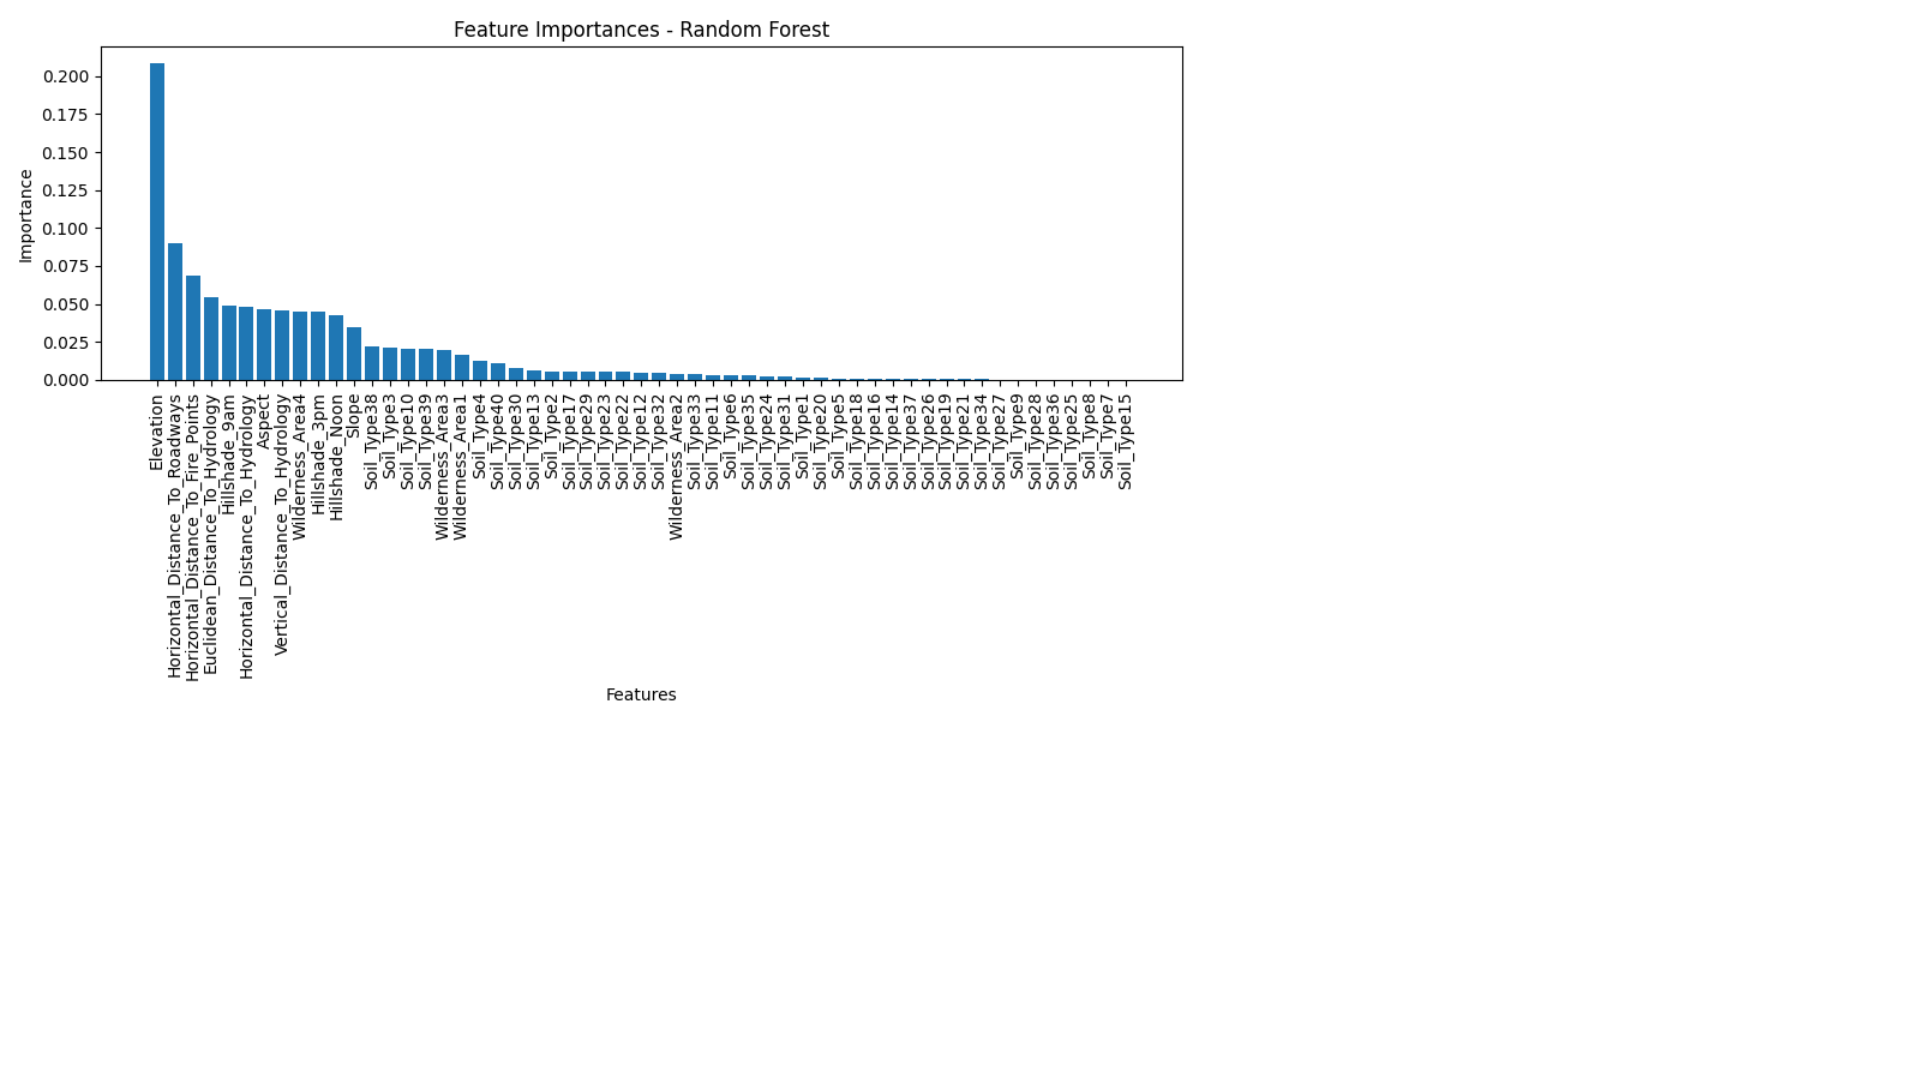 Feature Importances - Random Forest
Importance
0.200
0.175
0.150
0.125
0.100
0.075
0.050
0.025
0.000
Elevation
Horizontal_Distance_To_Roadways
Horizontal_Distance_To_Fire_Points
Euclidean_Distance_To_Hydrology
Hillshade_9am
Horizontal_Distance_To_Hydrology
Aspect
Vertical_Distance_To_Hydrology
Wilderness_Area4
Hillshade_3pm
Hillshade_Noon
Slope
Soil_Type38
Soil_Type3
Soil_Type10
Soil_Type39
Wilderness_Area3
Wilderness_Area1
Soil_Type4
Soil_Type40
Soil_Type30
Soil_Type13
Soil_Type2
Soil_Type17
Soil_Type29
Soil_Type23
Soil_Type22
Soil_Type12
Soil_Type32
Wilderness_Area2
Soil_Type33
Soil_Type11
Soil_Type6
Soil_Type35
Soil_Type24
Soil_Type31
Soil_Type1
Soil_Type20
Soil_Type5
Soil_Type18
Soil_Type16
Soil_Type14
Soil_Type37
Soil_Type26
Soil_Type19
Soil_Type21
Soil_Type34
Soil_Type27
Soil_Type9
Soil_Type28
Soil_Type36
Soil_Type25
Soil_Type8
Soil_Type7
Soil_Type15
Features